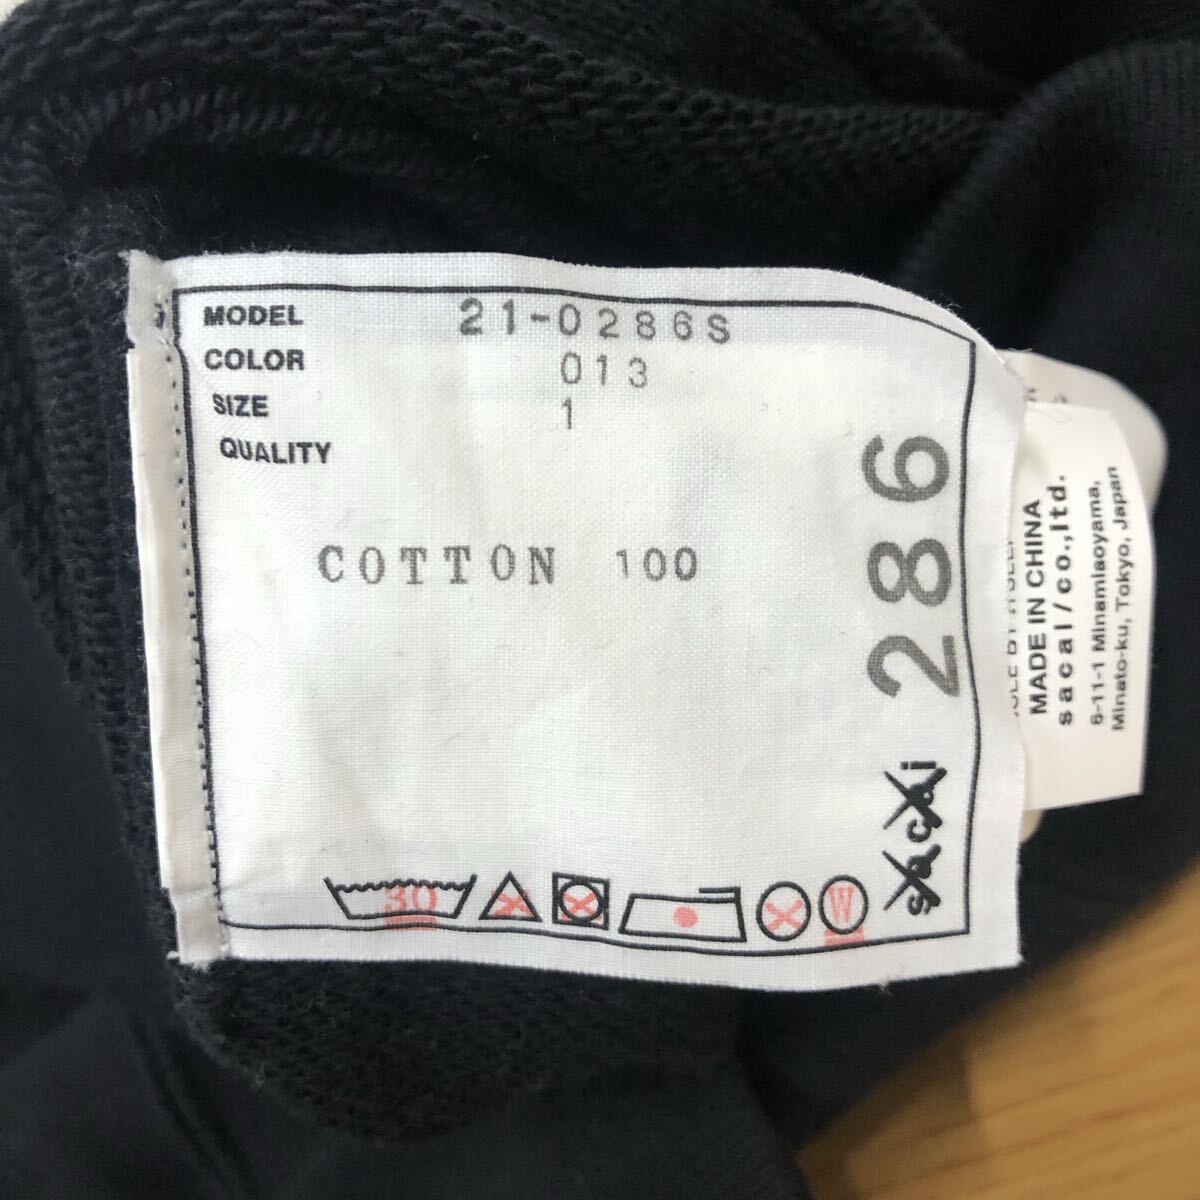 MODEL 21-0286S
COLOR 013
SIZE 1
QUALITY
COTTON 100
286
sacai
30
W
MADE IN CHINA
sacai/co.,ltd.
6-11-1 Minamiaoyama,
Minato-ku, Tokyo, Japan